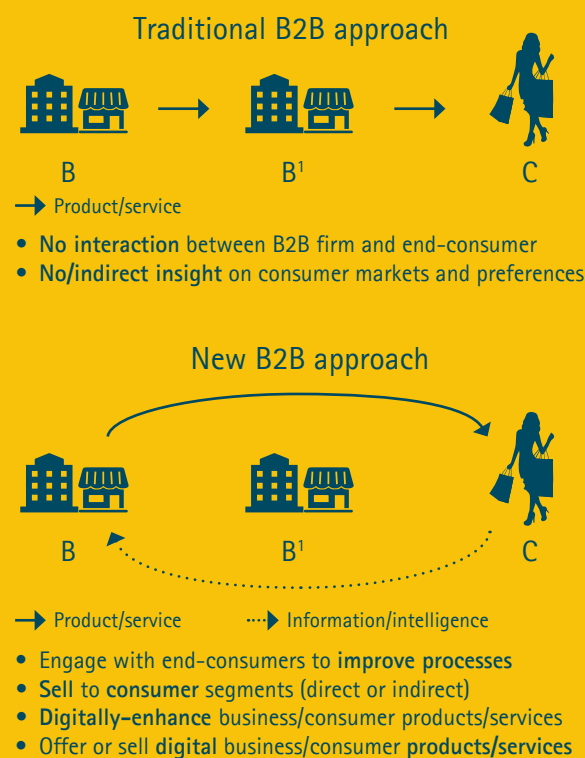 Traditional B2B approach
B B¹ C
Product/service
• No interaction between B2B firm and end-consumer
• No/indirect insight on consumer markets and preferences
New B2B approach
B B¹ C
Product/service Information/intelligence
• Engage with end-consumers to improve processes
• Sell to consumer segments (direct or indirect)
• Digitally-enhance business/consumer products/services
• Offer or sell digital business/consumer products/services